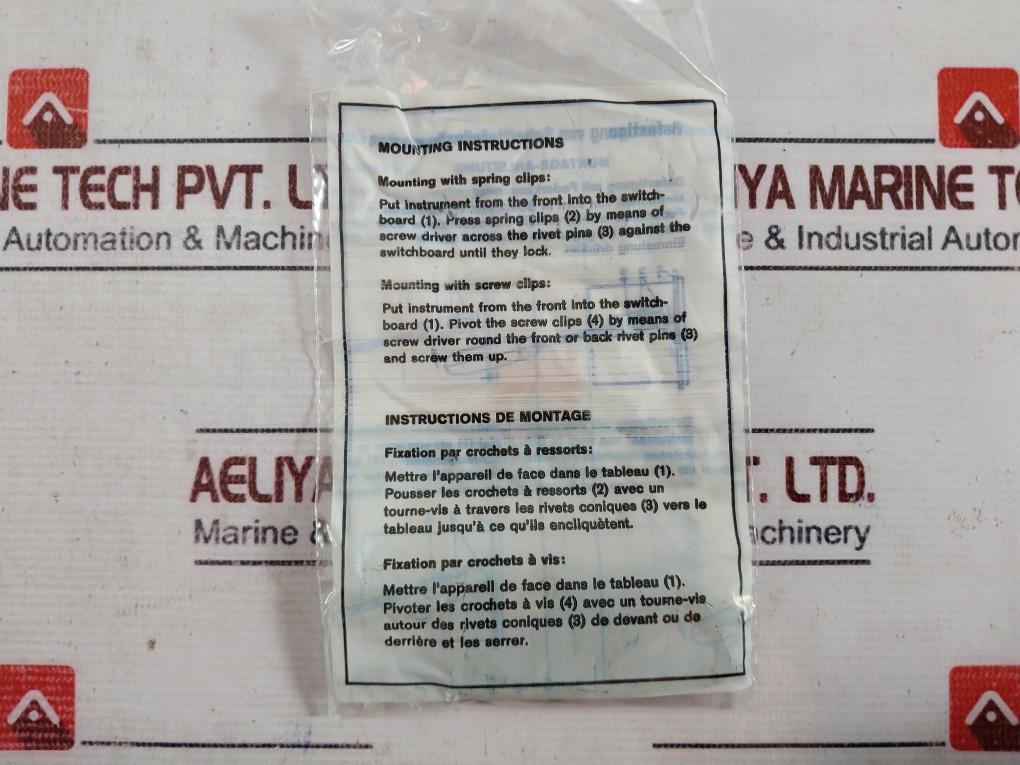 MOUNTING INSTRUCTIONS
Mounting with spring clips:
Put instrument from the front into the switch-
board (1). Press spring clips (2) by means of
screw driver across the rivet pins (3) against the
switchboard until they lock.
Mounting with screw clips:
Put instrument from the front into the switch-
board (1). Pivot the screw clips (4) by means of
screw driver round the front or back rivet pins (3)
and screw them up.
INSTRUCTIONS DE MONTAGE
Fixation par crochets à ressorts:
Mettre l'appareil de face dans le tableau (1).
Pousser les crochets à ressorts (2) avec un
tourne-vis à travers les rivets coniques (3) vers le
tableau jusqu'à ce qu'ils encliquètent.
Fixation par crochets à vis:
Mettre l'appareil de face dans le tableau (1).
Pivoter les crochets à vis (4) avec un tourne-vis
autour des rivets coniques (3) de devant ou de
derrière et les serrer.
NE TECH PVT. L
Automation & Machin
YA MARINE T
e & Industrial Autom
AELIYA T. LTD.
Marine & achinery